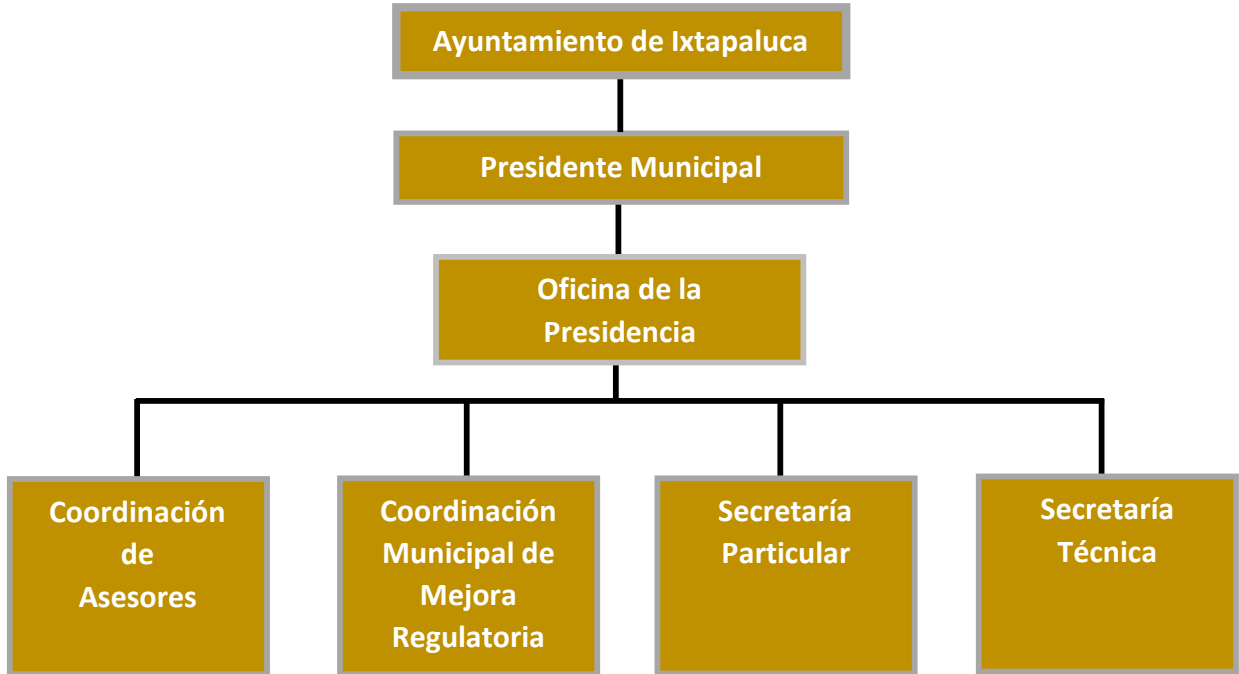 Ayuntamiento de Ixtapaluca
Presidente Municipal
Oficina de la
Presidencia
Coordinación
de
Asesores
Coordinación
Municipal de
Mejora
Regulatoria
Secretaría
Particular
Secretaría
Técnica